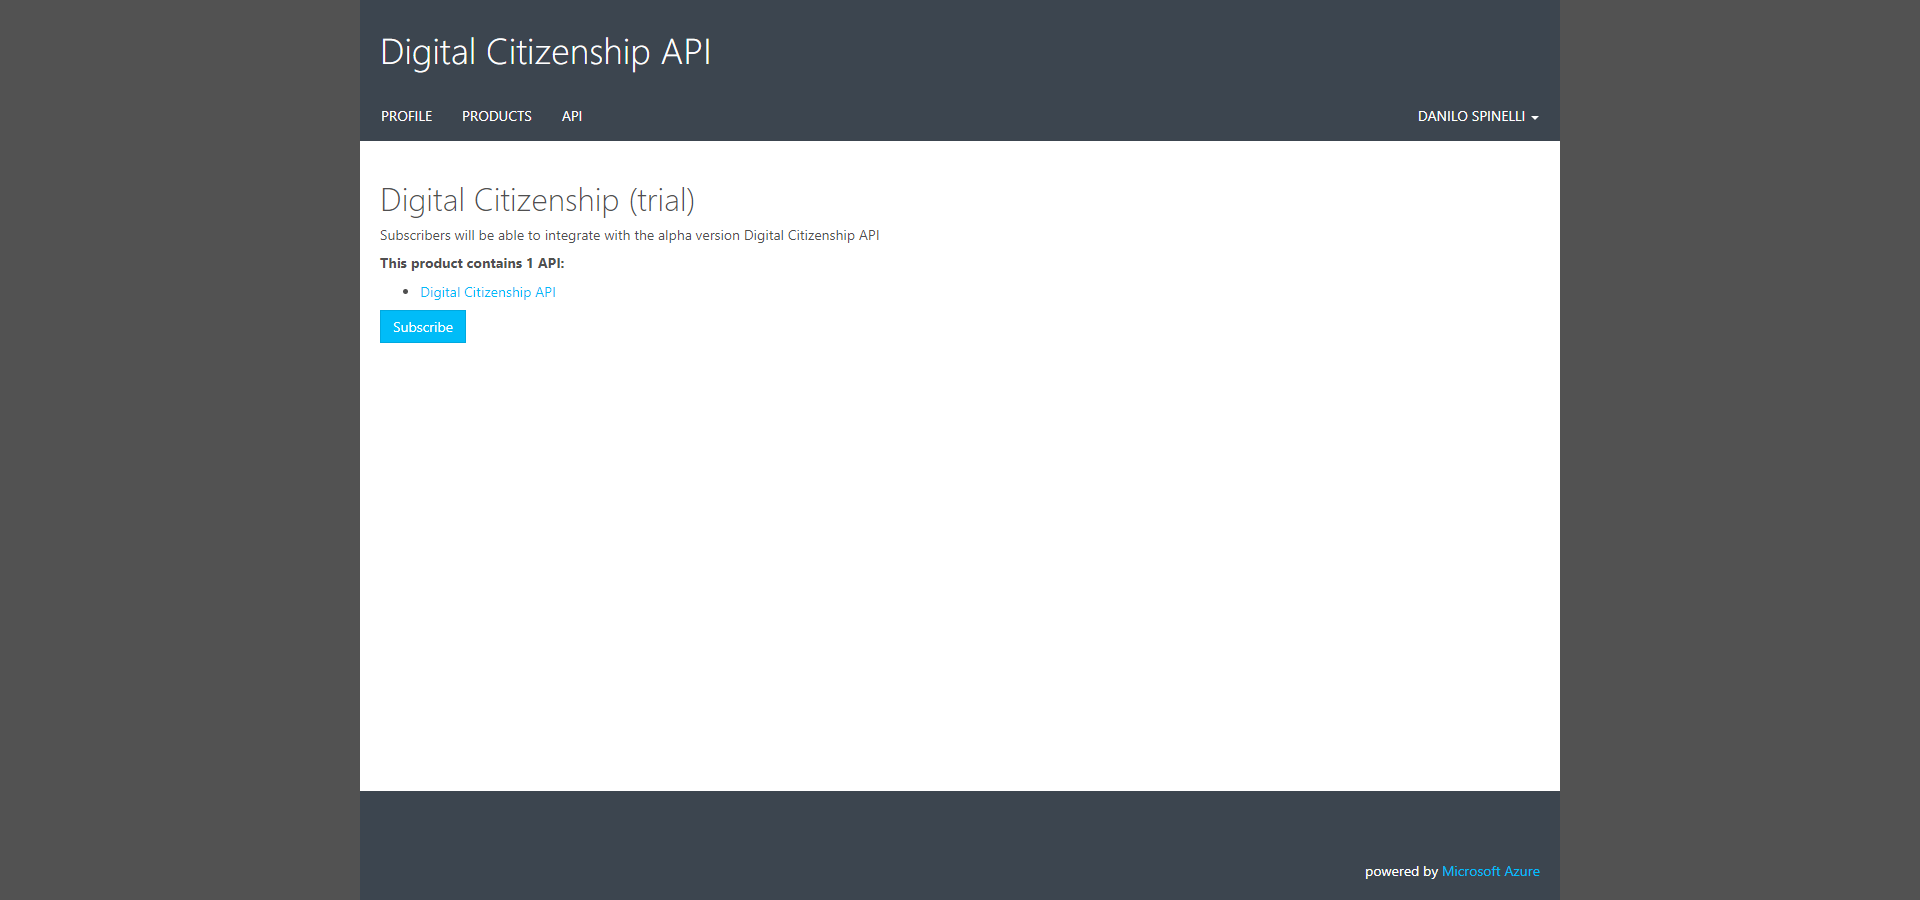 Digital Citizenship API
PROFILE PRODUCTS API DANILO SPINELLI
Digital Citizenship (trial)
Subscribers will be able to integrate with the alpha version Digital Citizenship API
This product contains 1 API:
Digital Citizenship API
Subscribe
powered by Microsoft Azure